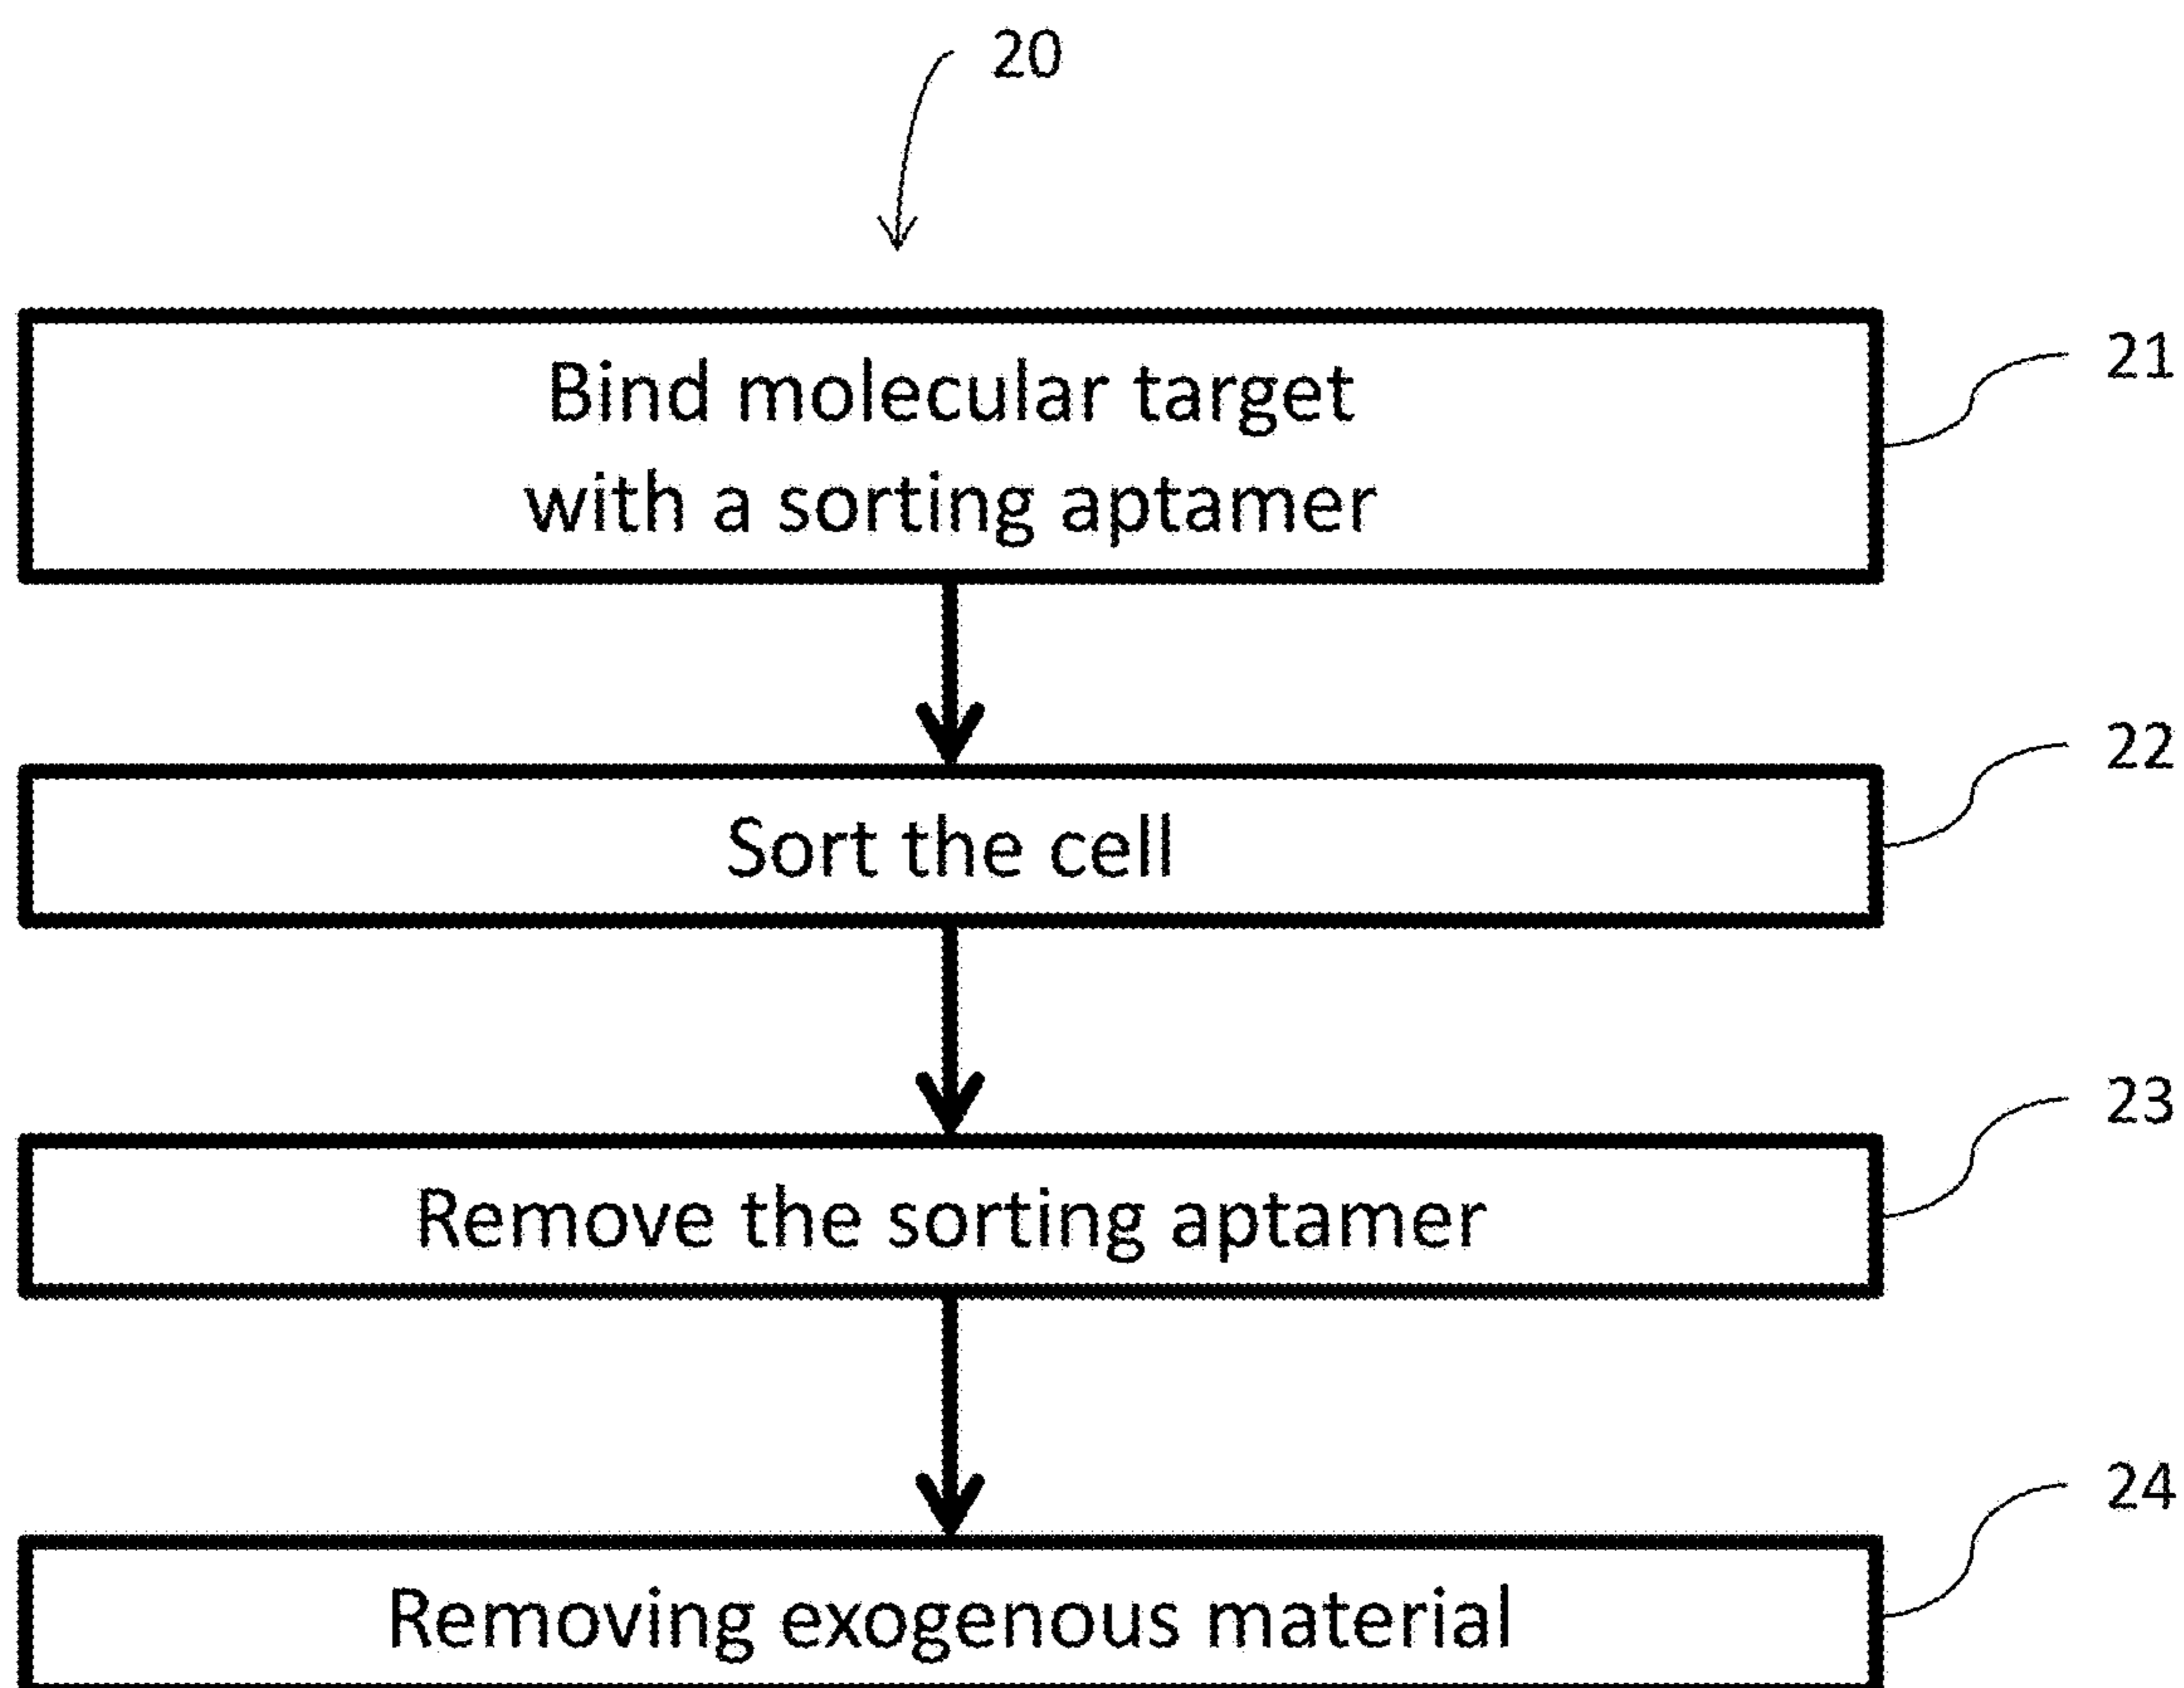 20
Bind molecular target
with a sorting aptamer
21
Sort the cell
22
Remove the sorting aptamer
23
Removing exogenous material
24